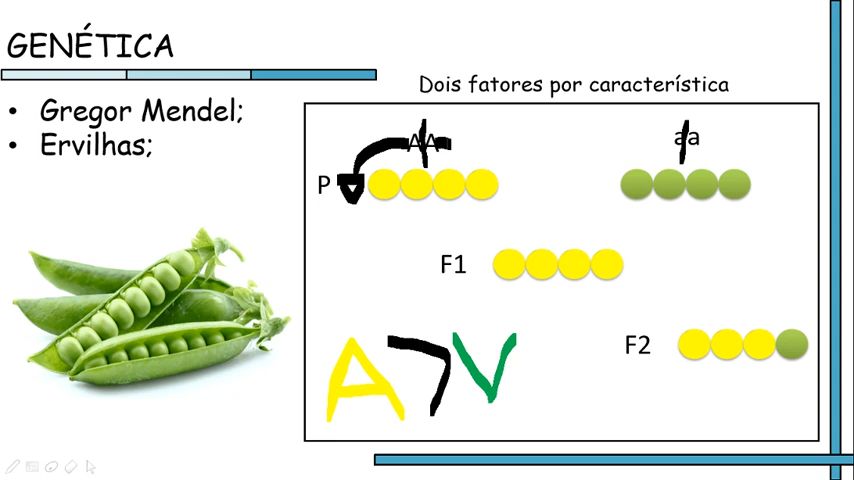 GENÉTICA
Dois fatores por característica
• Gregor Mendel;
• Ervilhas;
AA
aa
P
F1
F2
A V